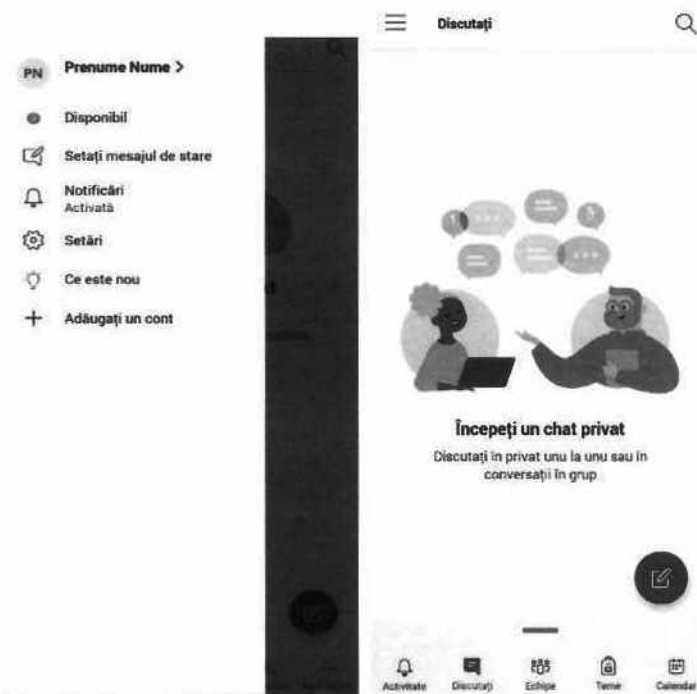 PN
Prenume Nume >
Disponibil
Setați mesajul de stare
Notificări
Activată
Setări
Ce este nou
Adăugați un cont
Discutați
Începeți un chat privat
Discutați în privat unu la unu sau în
conversații în grup
Activitate
Discutați
Echipe
Teme
Calendar